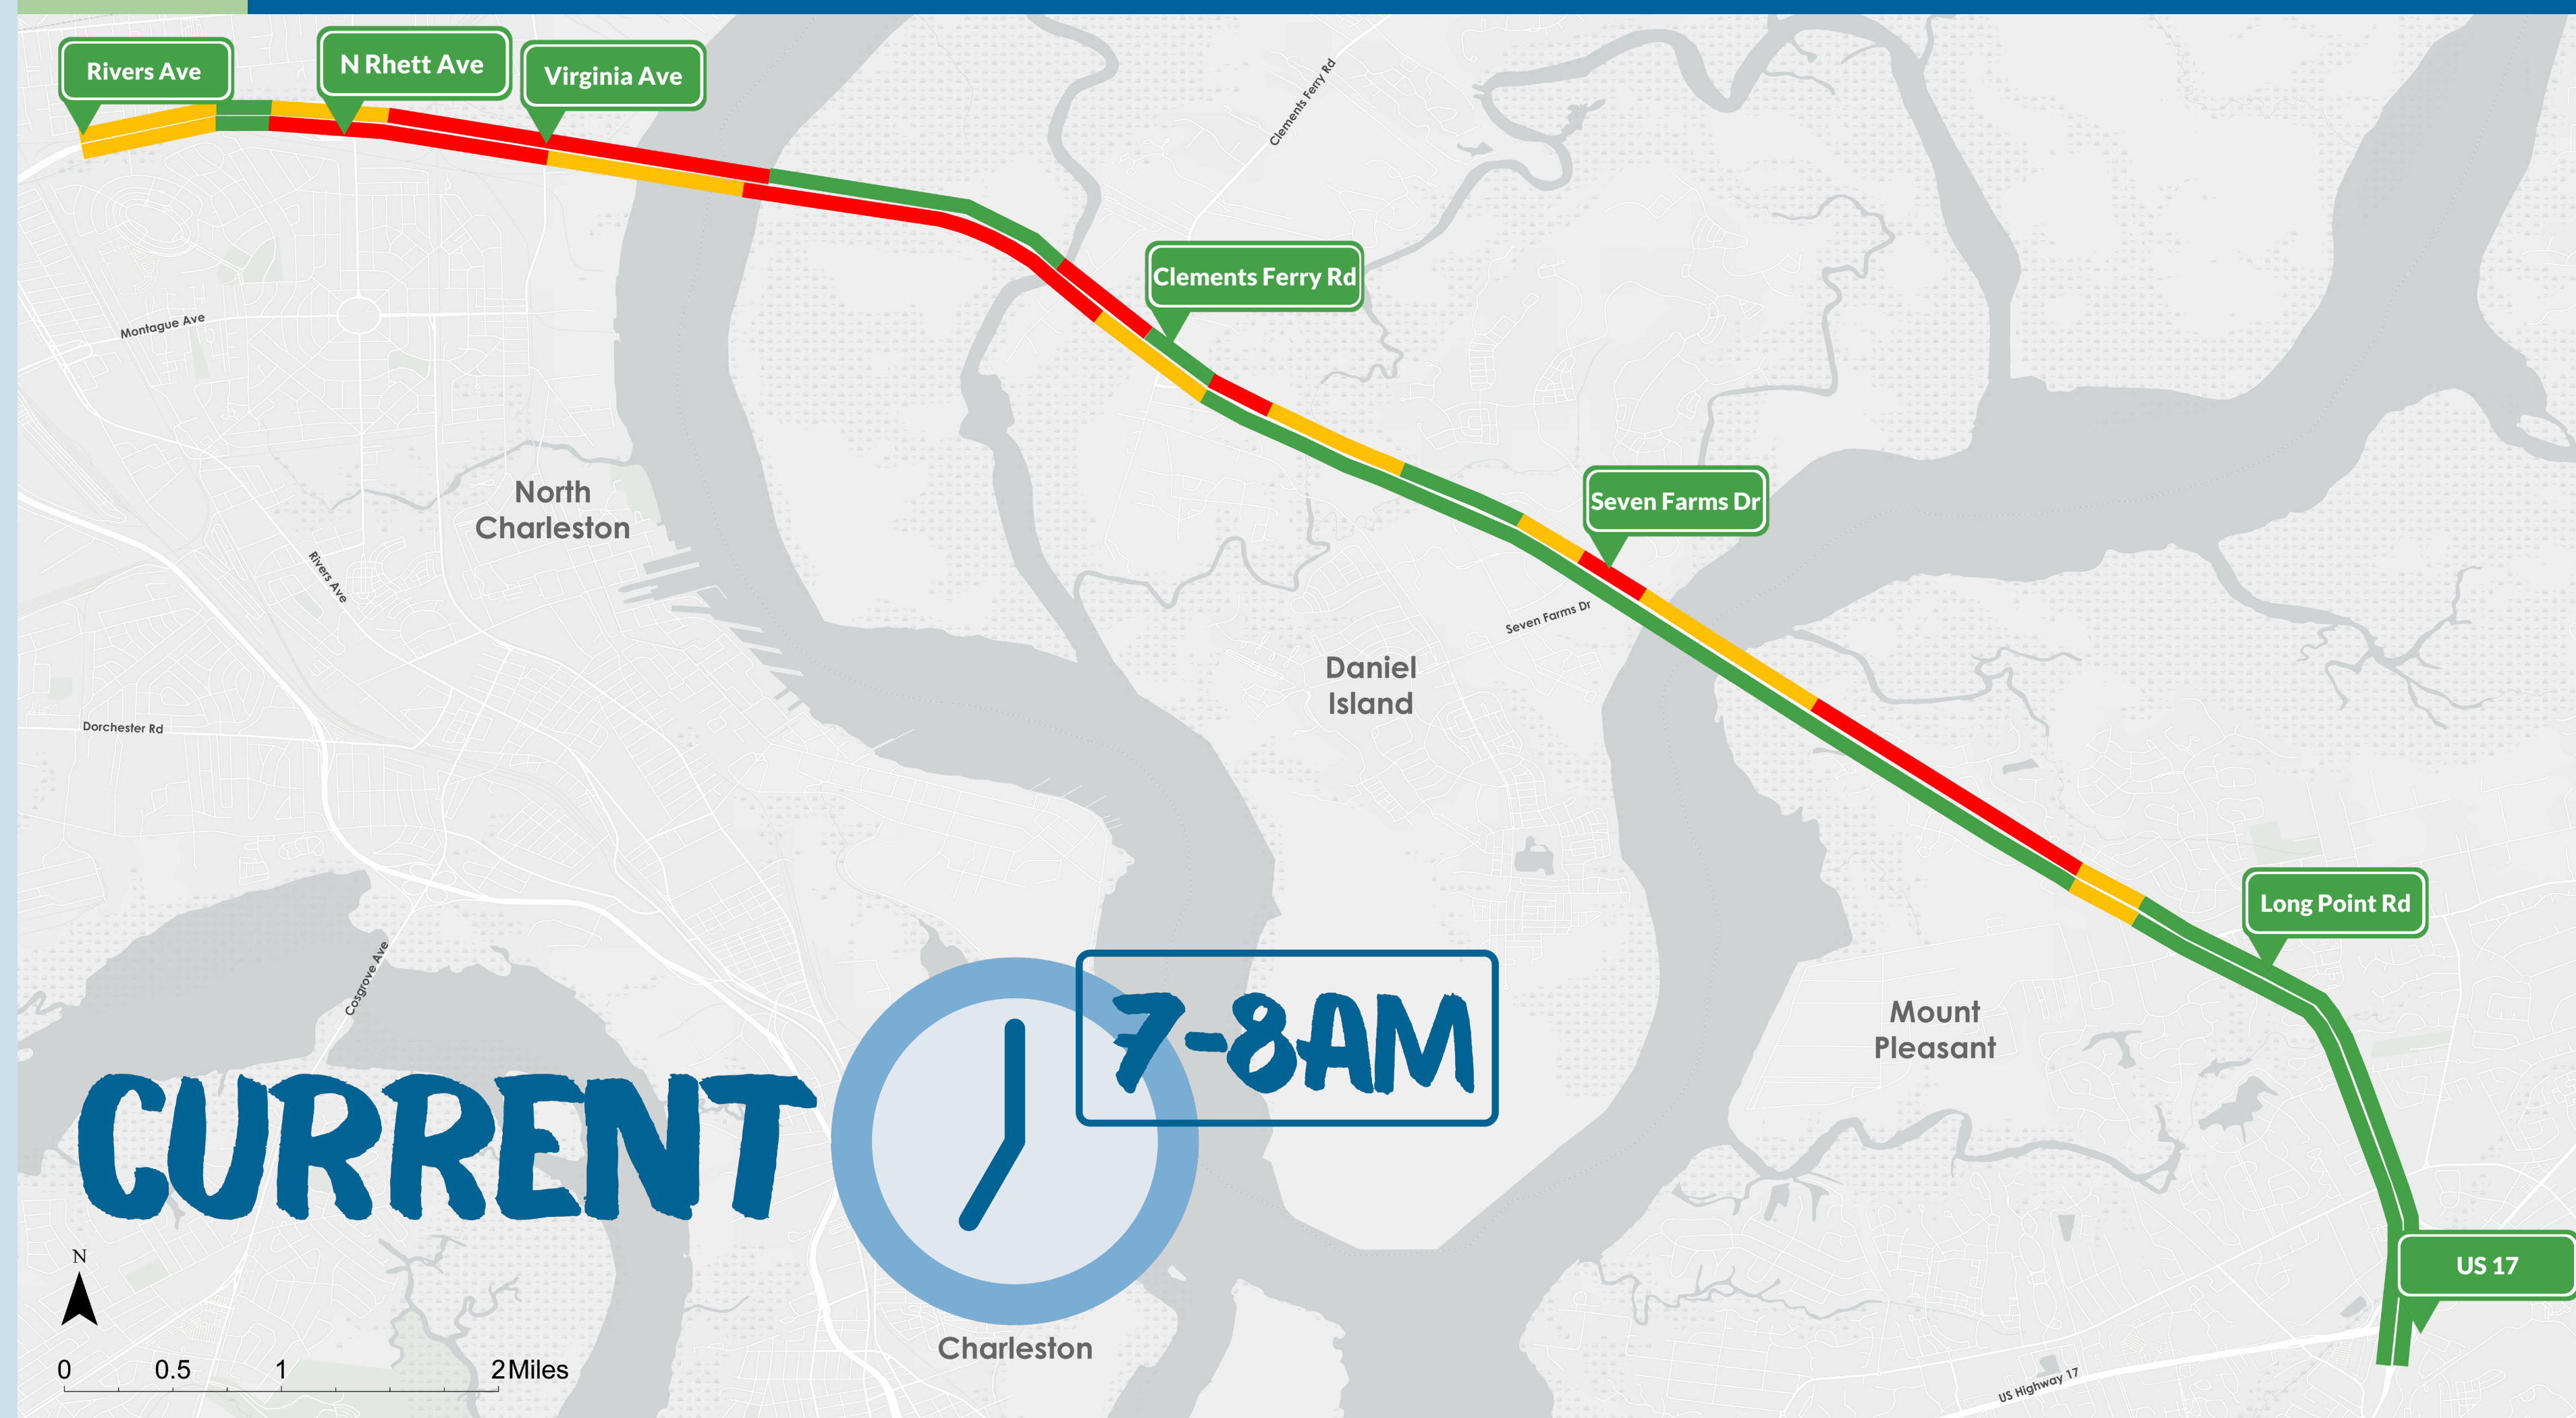 Rivers Ave
N Rhett Ave
Virginia Ave
Clements Ferry Rd
Clements Ferry Rd
Montague Ave
North
Charleston
Seven Farms Dr
Rivers Ave
Seven Farms Dr
Daniel
Island
Dorchester Rd
Long Point Rd
Cosgrove Ave
7-8AM
Mount
Pleasant
CURRENT
US 17
N
Charleston
0 0.5 1 2 Miles
US Highway 17